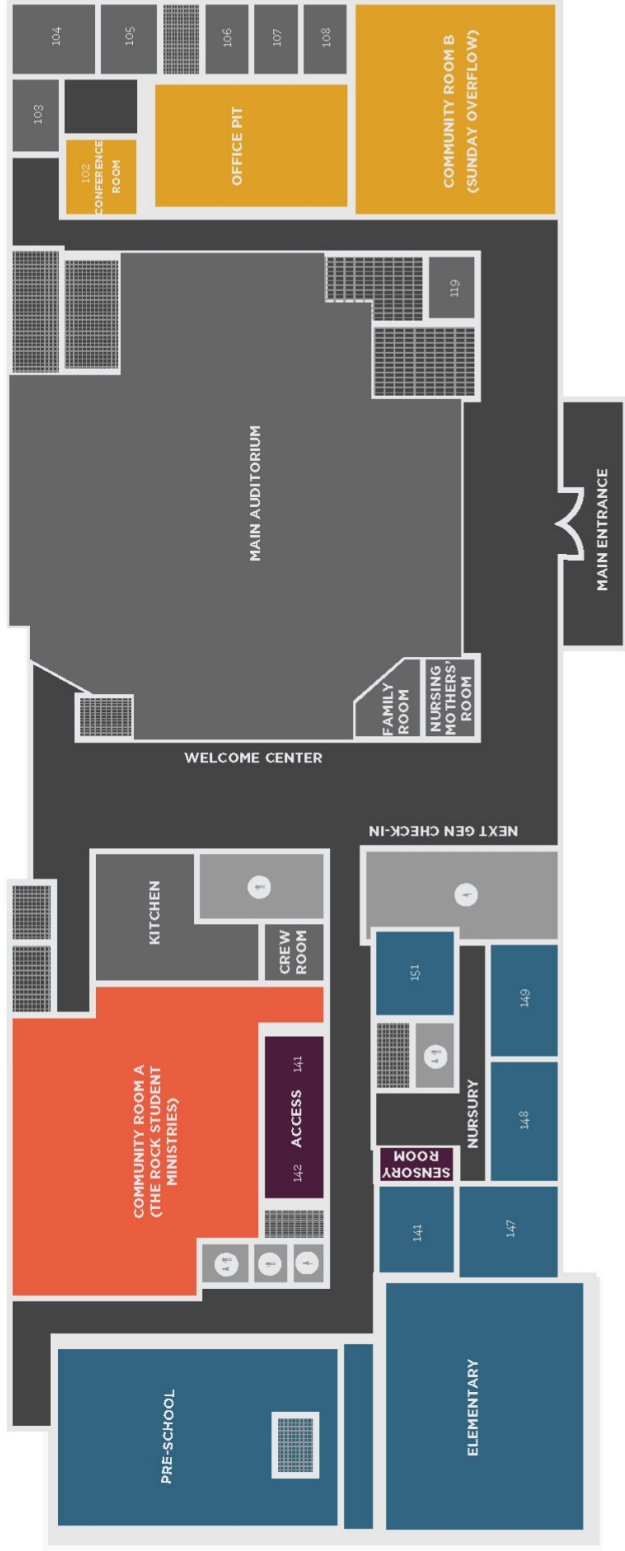 104
105
106
107
108
103
102
CONFERENCE
ROOM
OFFICE PIT
COMMUNITY ROOM B
(SUNDAY OVERFLOW)
119
MAIN AUDITORIUM
MAIN ENTRANCE
FAMILY
ROOM
NURSING
MOTHERS'
ROOM
WELCOME CENTER
NEXT GEN CHECK-IN
KITCHEN
CREW
ROOM
COMMUNITY ROOM A
(THE ROCK STUDENT
MINISTRIES)
142 ACCESS 141
151
149
NURSURY
148
SENSORY
ROOM
141
147
PRE-SCHOOL
ELEMENTARY